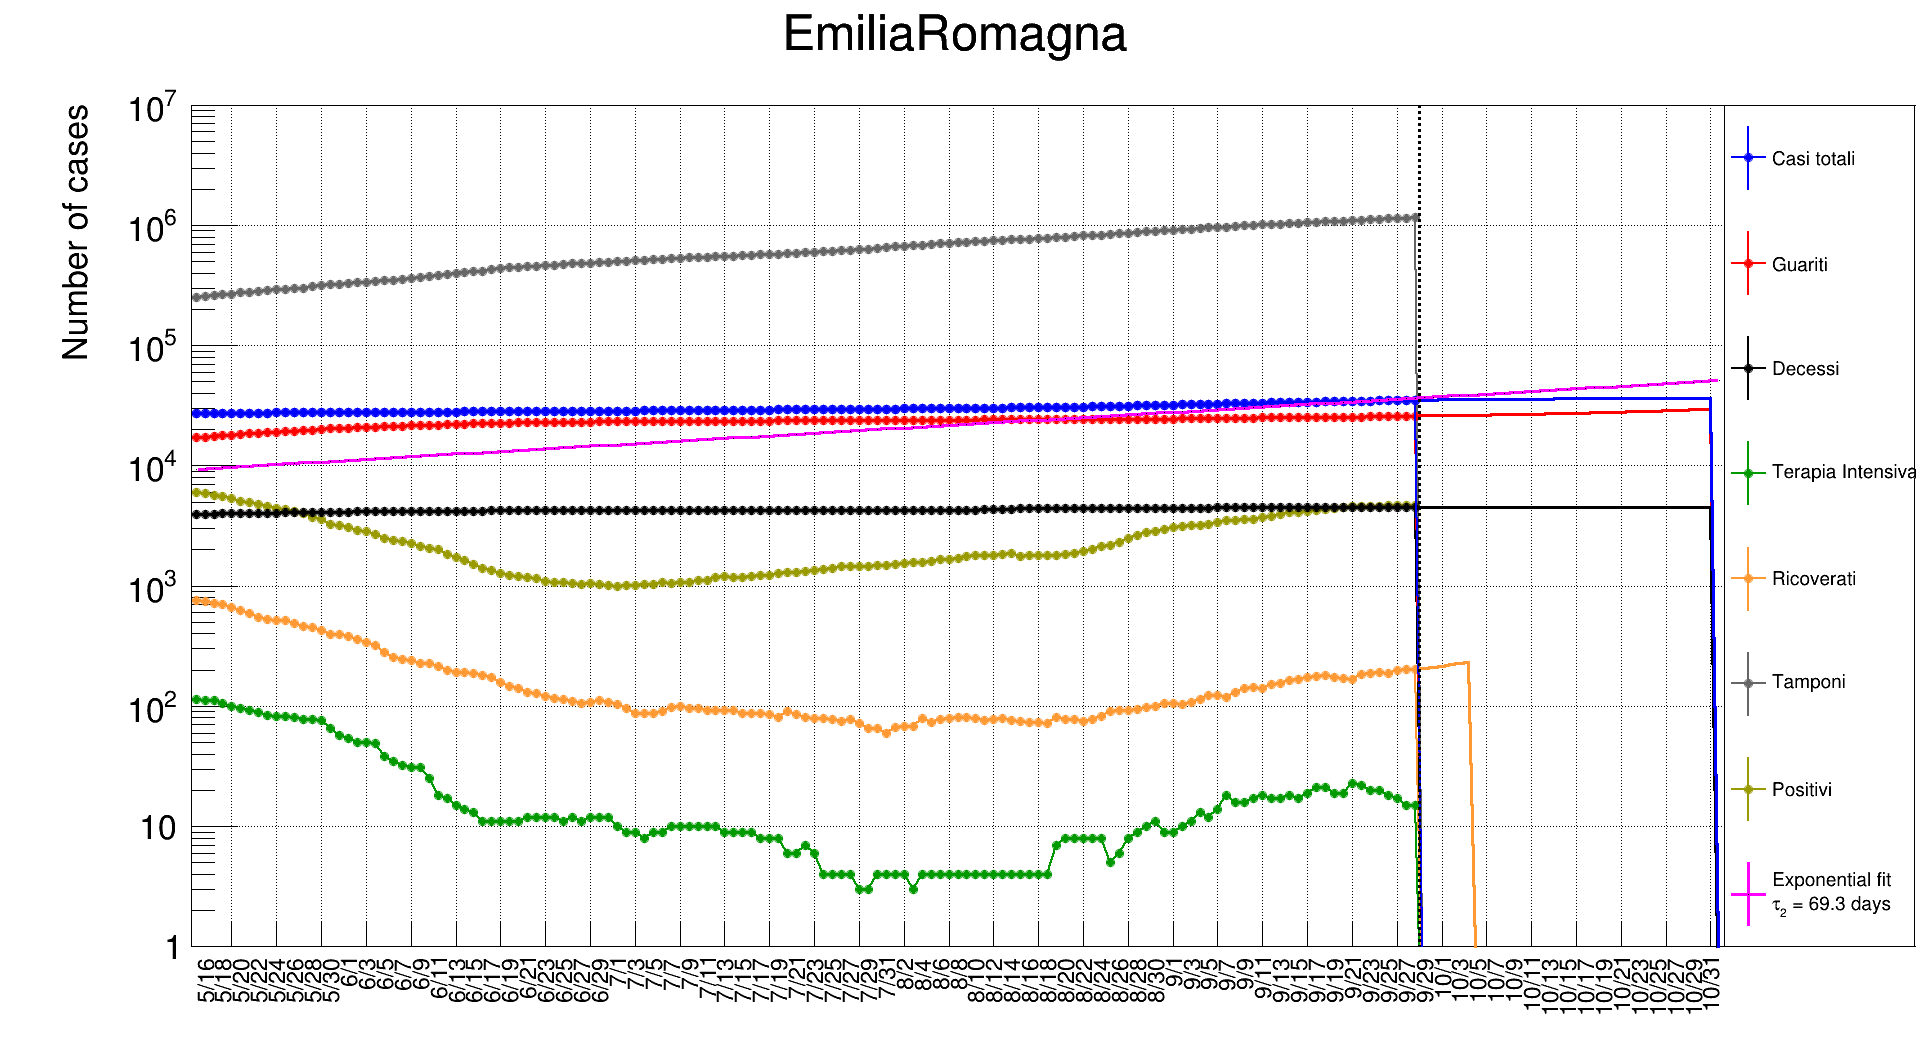 EmiliaRomagna
Number of cases
10^7
10^6
10^5
10^4
10^3
10^2
10
1
5/16 5/18 5/20 5/22 5/24 5/26 5/28 5/30 6/1 6/3 6/5 6/7 6/9 6/11 6/13 6/15 6/17 6/19 6/21 6/23 6/25 6/27 6/29 7/1 7/3 7/5 7/7 7/9 7/11 7/13 7/15 7/17 7/19 7/21 7/23 7/25 7/27 7/29 7/31 8/2 8/4 8/6 8/8 8/10 8/12 8/14 8/16 8/18 8/20 8/22 8/24 8/26 8/28 8/30 9/1 9/3 9/5 9/7 9/9 9/11 9/13 9/15 9/17 9/19 9/21 9/23 9/25 9/27 9/29 10/1 10/3 10/5 10/7 10/9 10/11 10/13 10/15 10/17 10/19 10/21 10/23 10/25 10/27 10/29 10/31
Casi totali
Guariti
Decessi
Terapia Intensiva
Ricoverati
Tamponi
Positivi
Exponential fit
τ₂ = 69.3 days